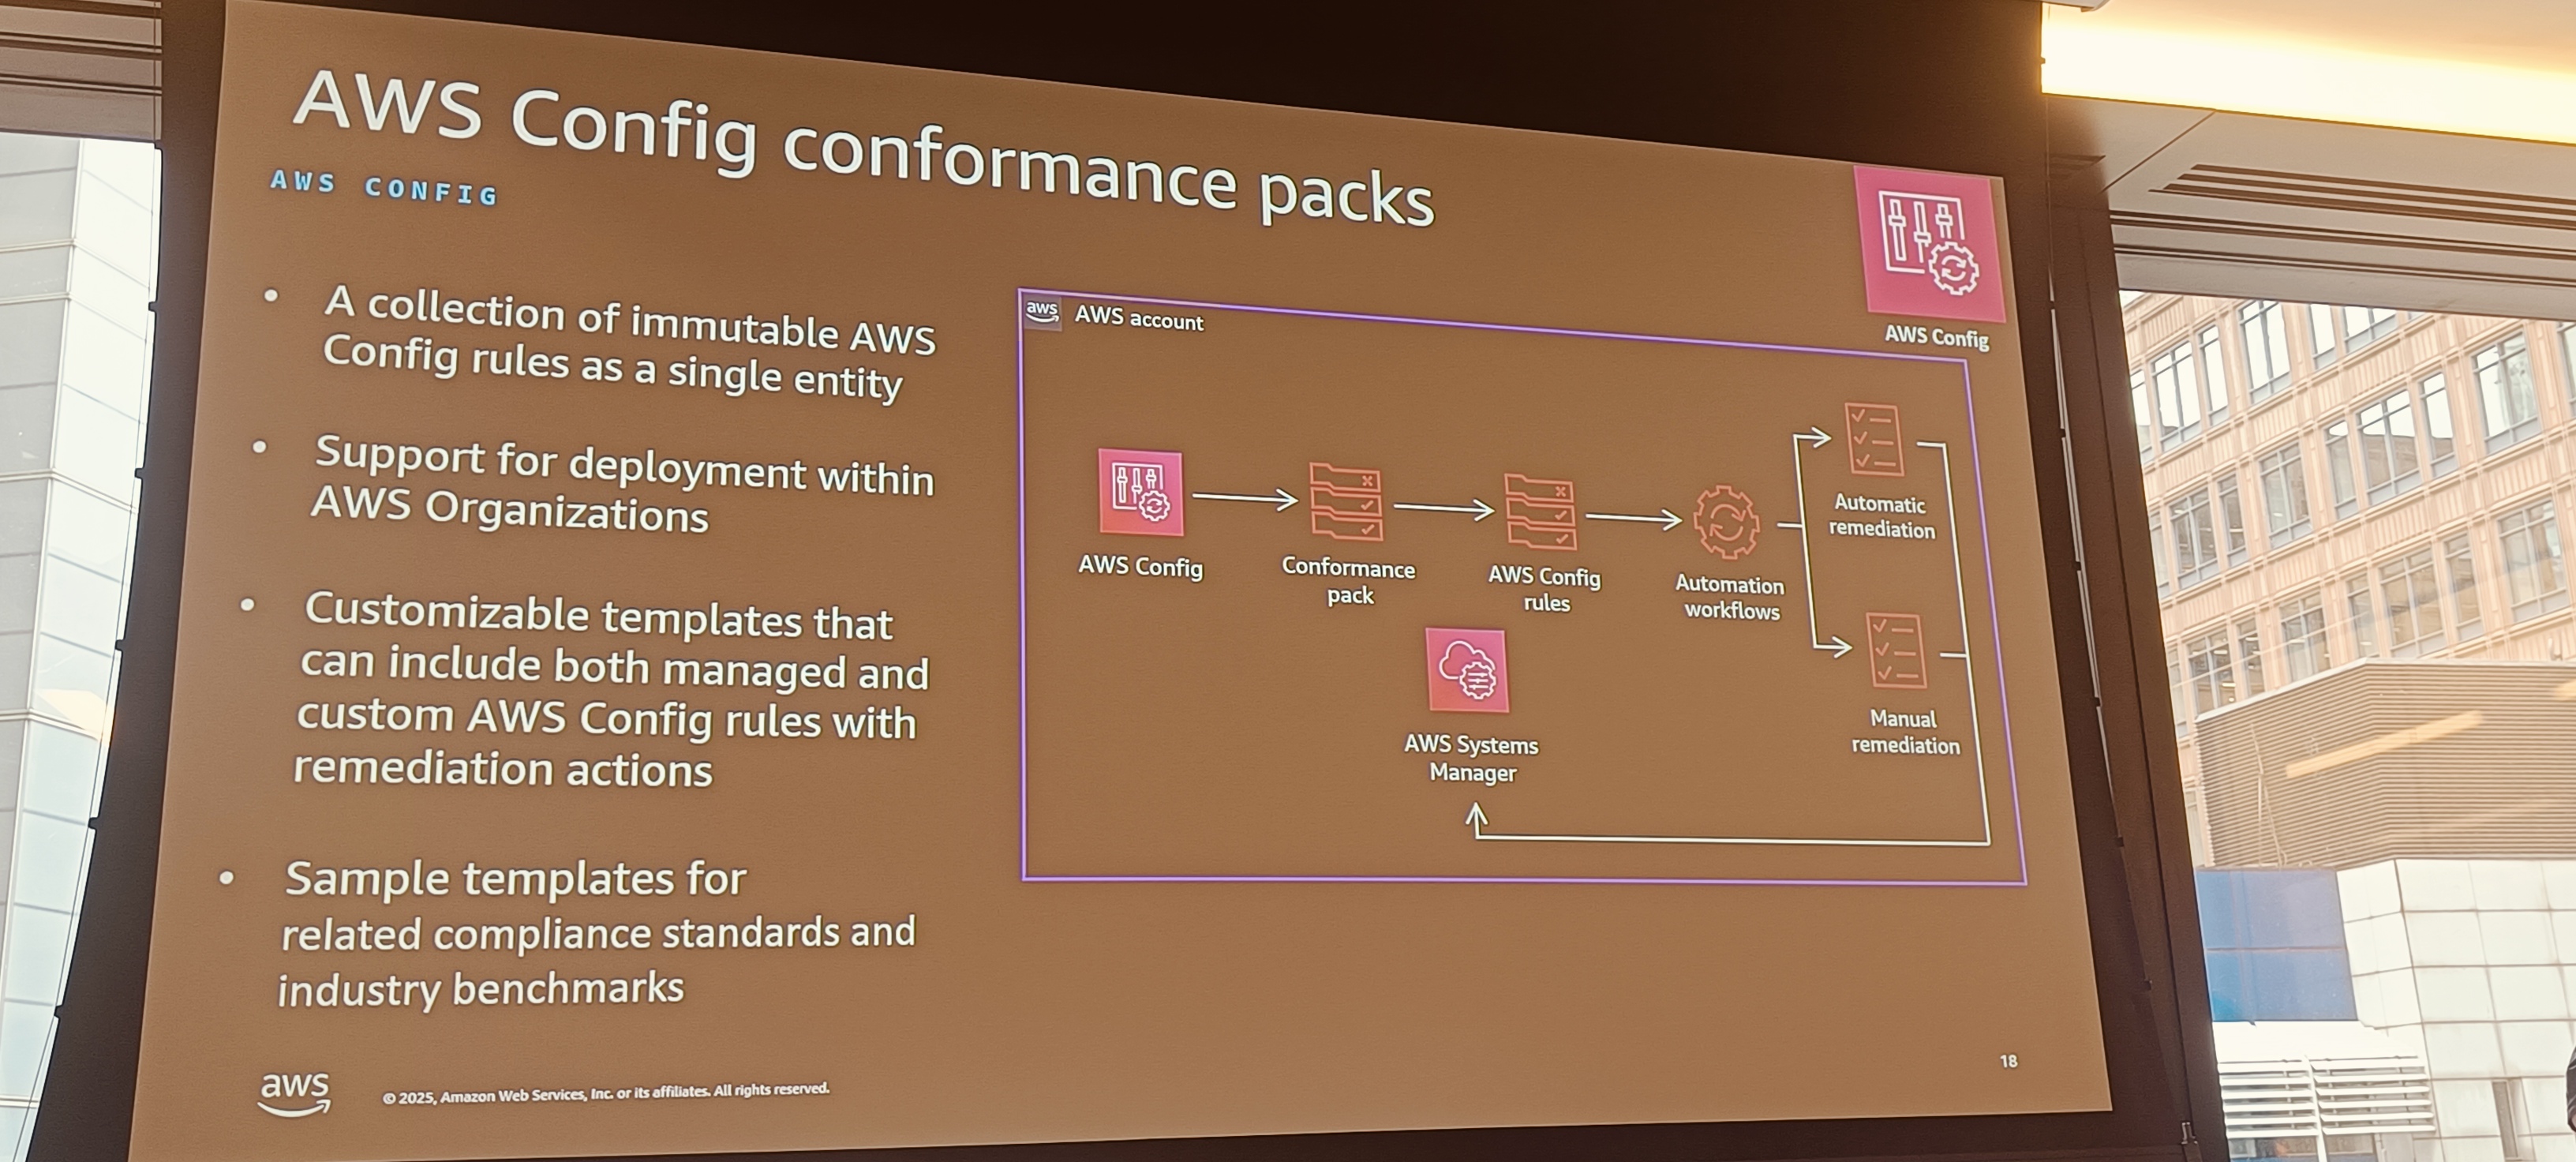 AWS Config conformance packs
AWS CONFIG
• A collection of immutable AWS
Config rules as a single entity
• Support for deployment within
AWS Organizations
• Customizable templates that
can include both managed and
custom AWS Config rules with
remediation actions
• Sample templates for
related compliance standards and
industry benchmarks
AWS Config
aws AWS account
AWS Config
Conformance
pack
AWS Config
rules
Automation
workflows
Automatic
remediation
Manual
remediation
AWS Systems
Manager
aws
© 2025, Amazon Web Services, Inc. or its affiliates. All rights reserved.
18